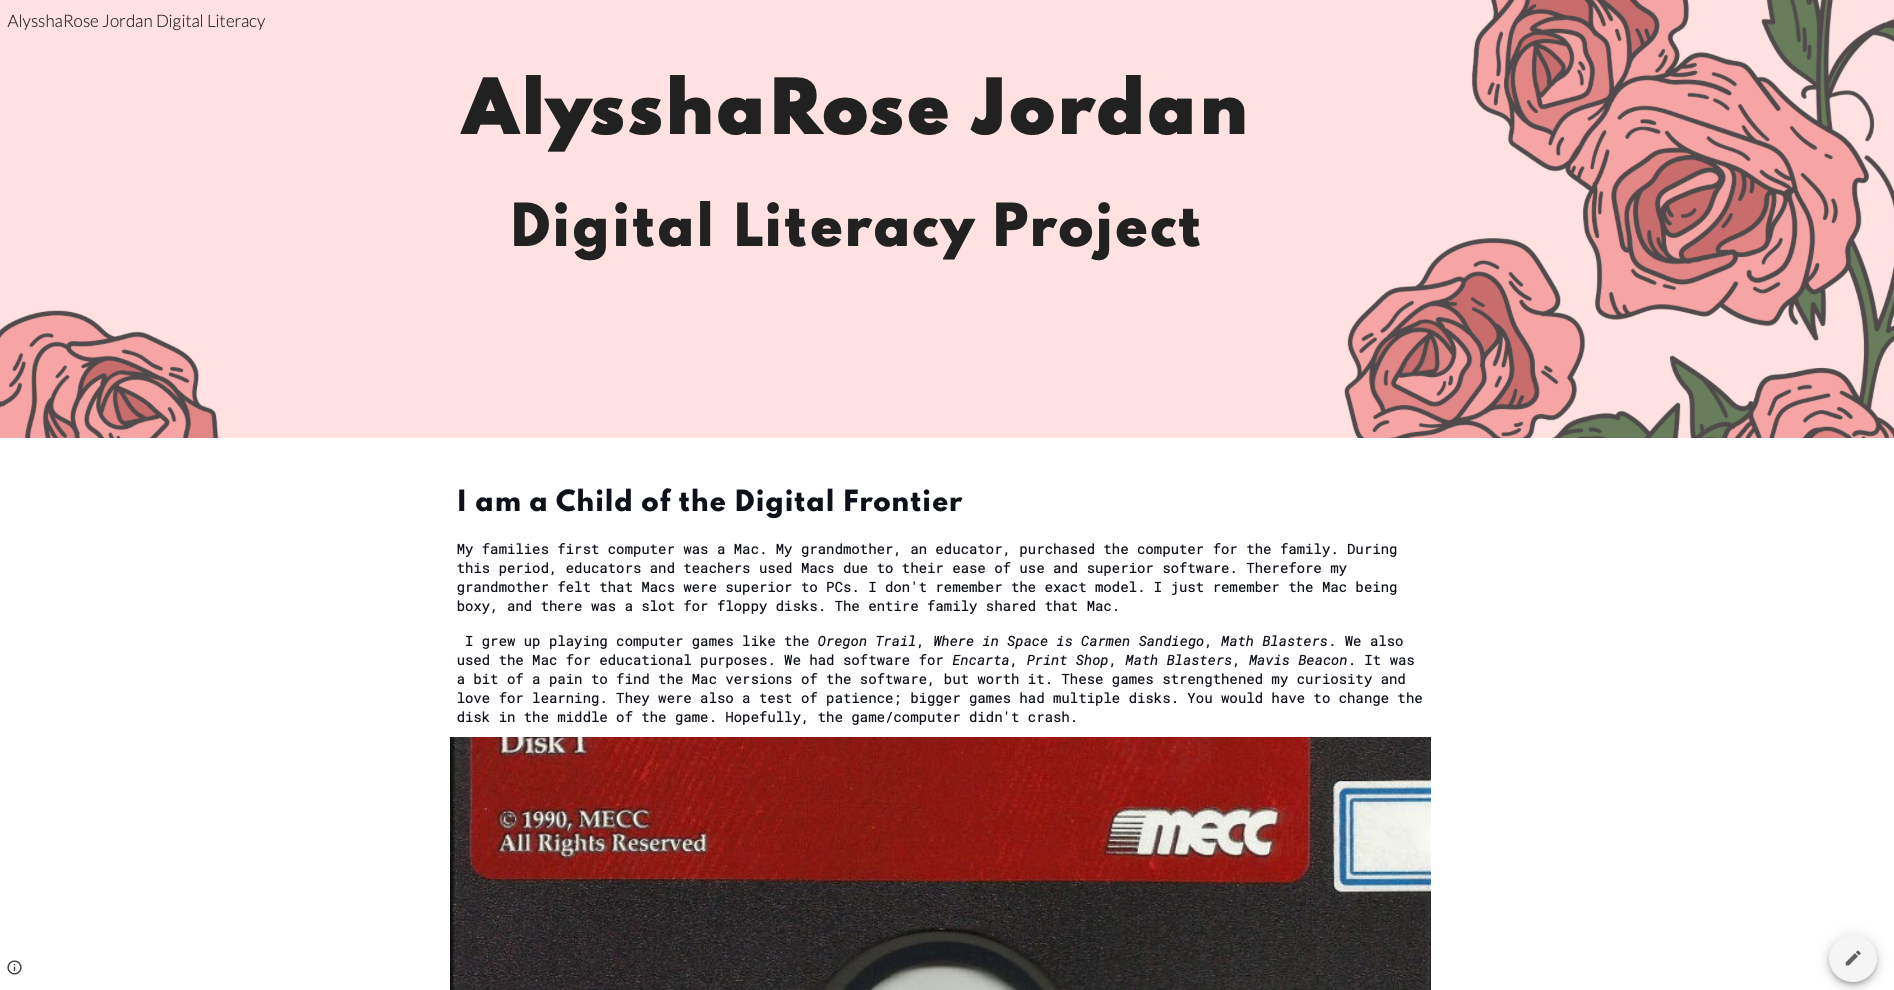 AlysshaRose Jordan Digital Literacy
AlysshaRose Jordan
Digital Literacy Project
I am a Child of the Digital Frontier
My families first computer was a Mac. My grandmother, an educator, purchased the computer for the family. During
this period, educators and teachers used Macs due to their ease of use and superior software. Therefore my
grandmother felt that Macs were superior to PCs. I don't remember the exact model. I just remember the Mac being
boxy, and there was a slot for floppy disks. The entire family shared that Mac.
I grew up playing computer games like the Oregon Trail, Where in Space is Carmen Sandiego, Math Blasters. We also
used the Mac for educational purposes. We had software for Encarta, Print Shop, Math Blasters, Mavis Beacon. It was
a bit of a pain to find the Mac versions of the software, but worth it. These games strengthened my curiosity and
love for learning. They were also a test of patience; bigger games had multiple disks. You would have to change the
disk in the middle of the game. Hopefully, the game/computer didn't crash.
Disk 1
© 1990, MECC
All Rights Reserved
mecc